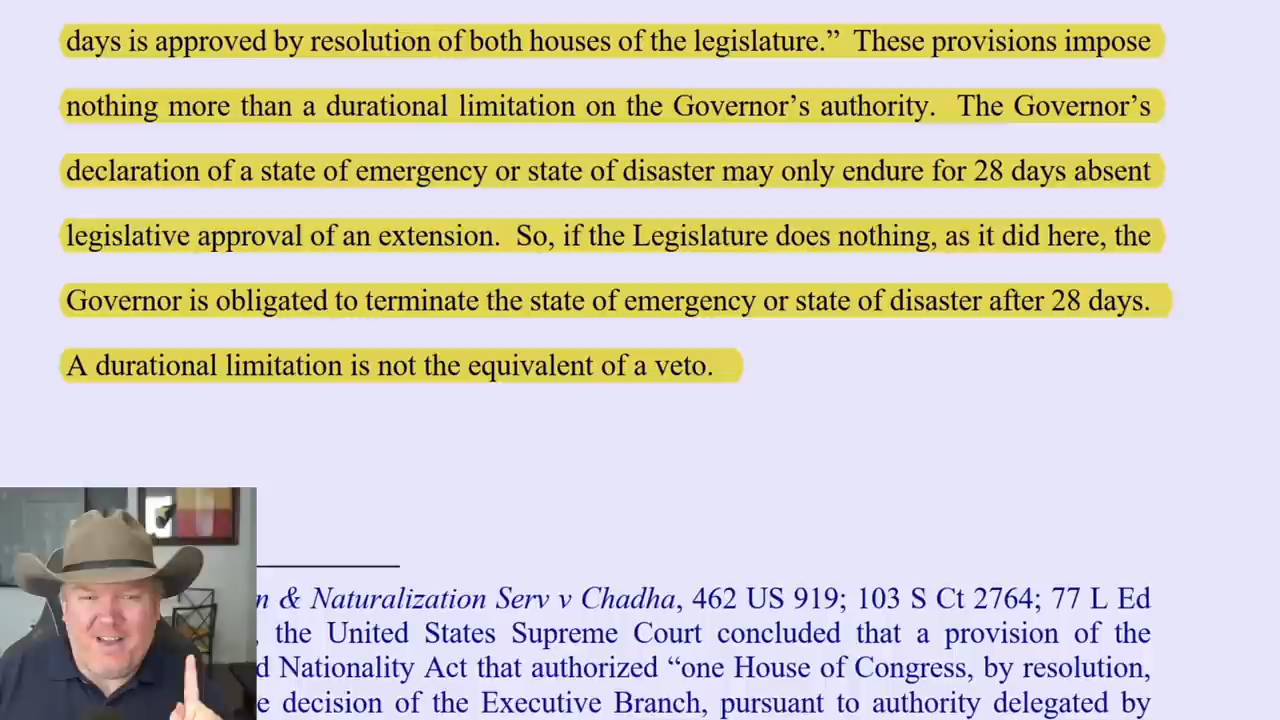 days is approved by resolution of both houses of the legislature.” These provisions impose
nothing more than a durational limitation on the Governor’s authority. The Governor’s
declaration of a state of emergency or state of disaster may only endure for 28 days absent
legislative approval of an extension. So, if the Legislature does nothing, as it did here, the
Governor is obligated to terminate the state of emergency or state of disaster after 28 days.
A durational limitation is not the equivalent of a veto.
& Naturalization Serv v Chadha, 462 US 919; 103 S Ct 2764; 77 L Ed
, the United States Supreme Court concluded that a provision of the
Nationality Act that authorized “one House of Congress, by resolution,
decision of the Executive Branch, pursuant to authority delegated by